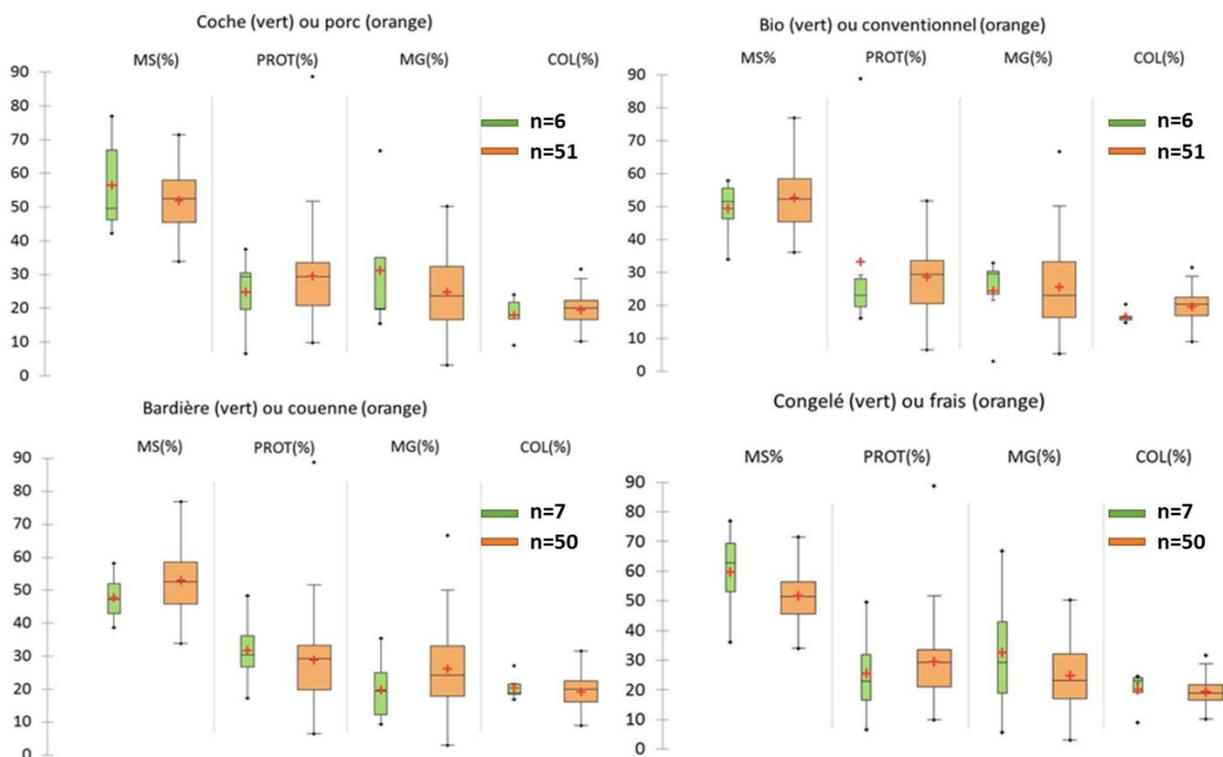 Coche (vert) ou porc (orange)
MS(%) PROT(%) MG(%) COL(%)
90
80
70
60
50
40
30
20
10
0
n=6
n=51
Bio (vert) ou conventionnel (orange)
MS% PROT(%) MG(%) COL(%)
90
80
70
60
50
40
30
20
10
0
n=6
n=51
Bardière (vert) ou couenne (orange)
MS(%) PROT(%) MG(%) COL(%)
90
80
70
60
50
40
30
20
10
0
n=7
n=50
Congelé (vert) ou frais (orange)
MS% PROT(%) MG(%) COL(%)
90
80
70
60
50
40
30
20
10
0
n=7
n=50